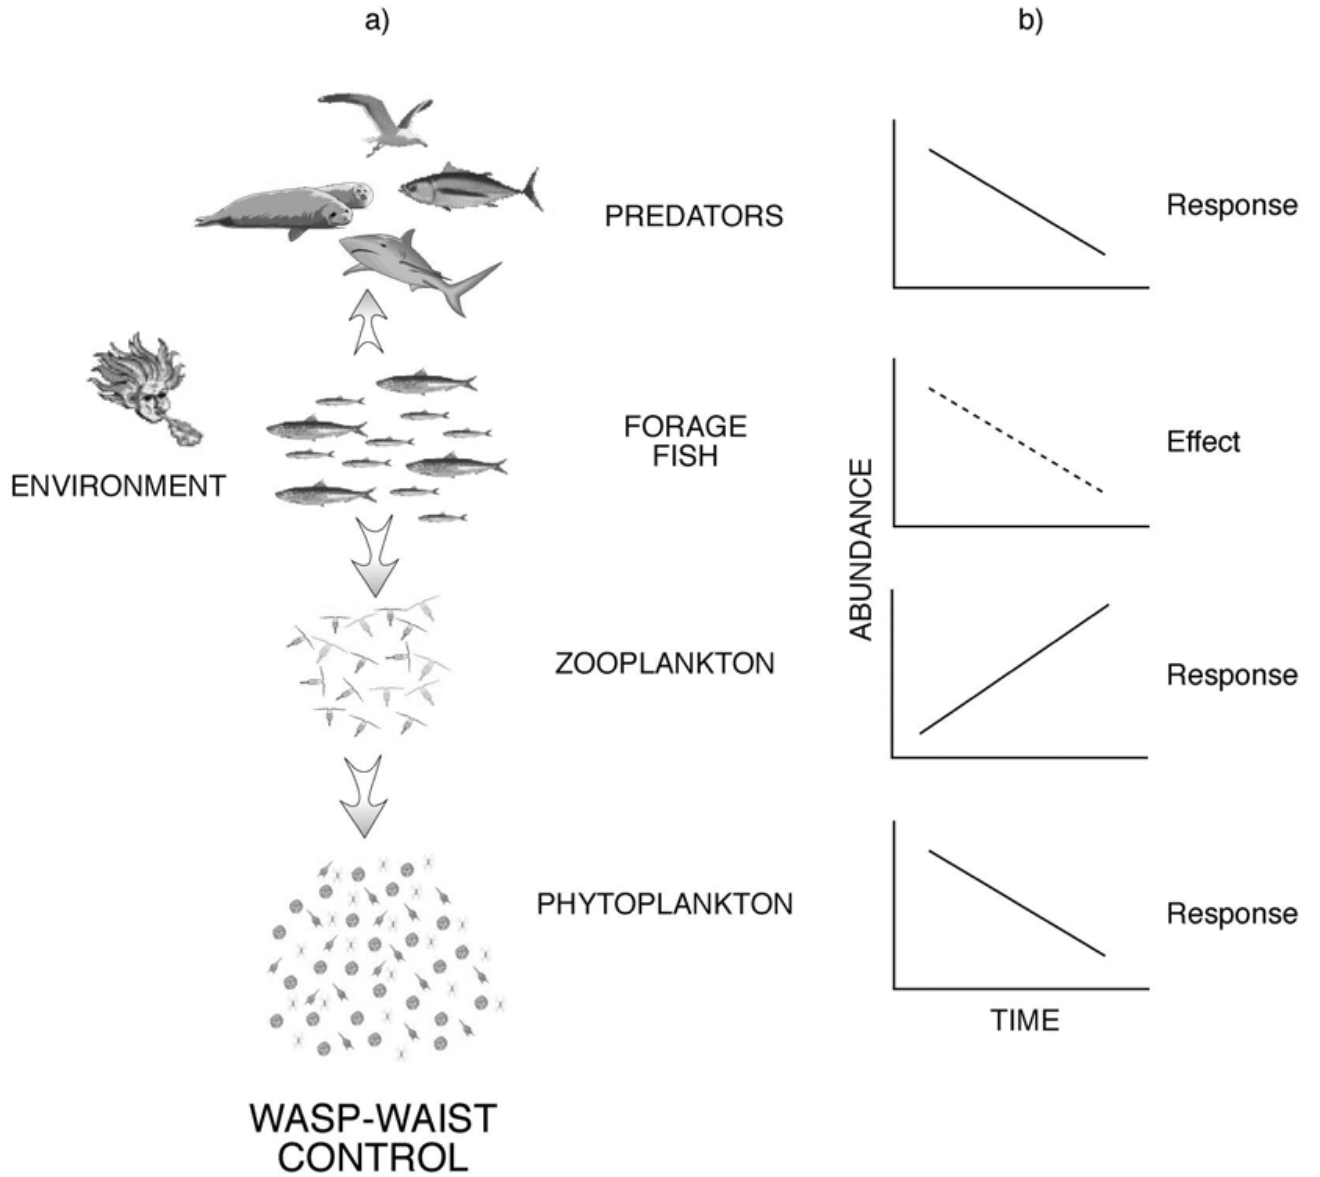 a)
b)
PREDATORS
Response
ENVIRONMENT
FORAGE
FISH
Effect
ABUNDANCE
ZOOPLANKTON
Response
PHYTOPLANKTON
Response
TIME
WASP-WAIST
CONTROL